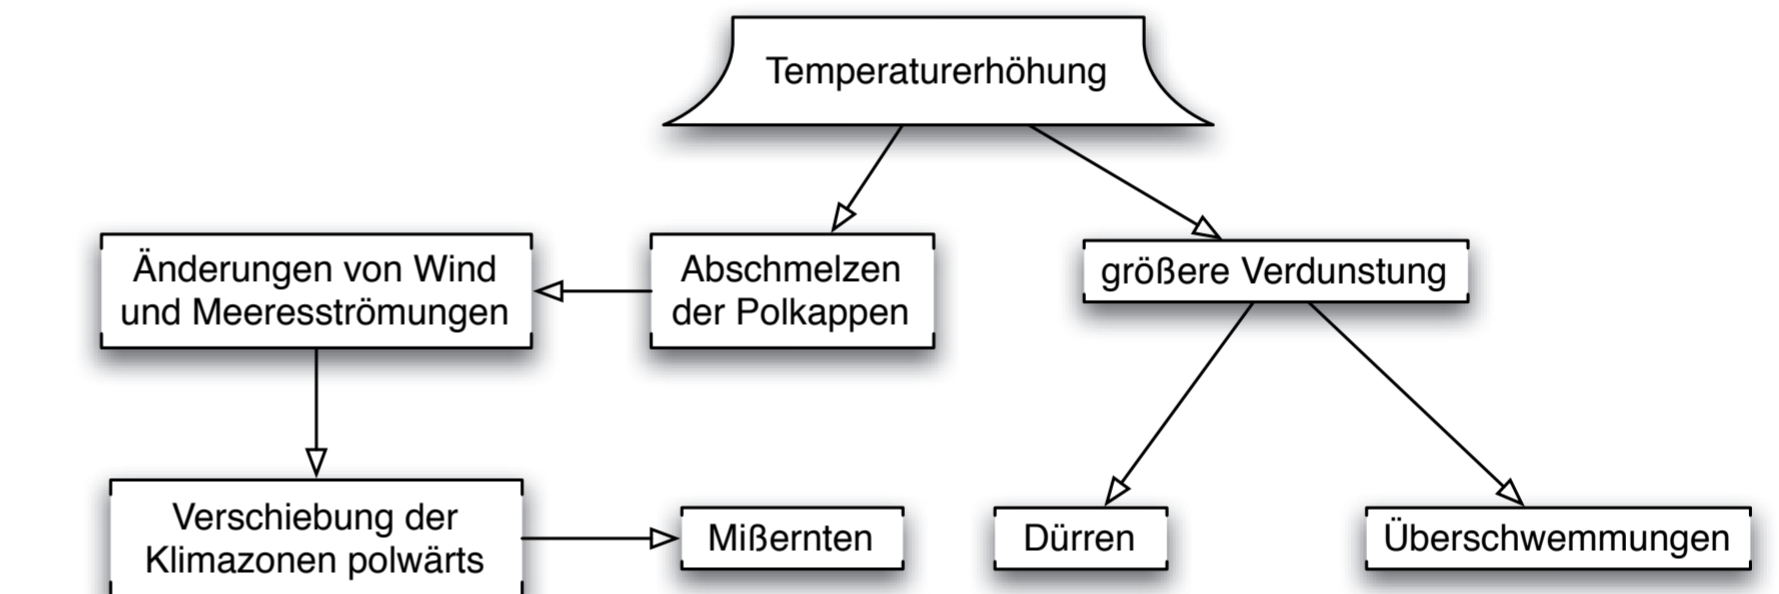 Temperaturerhöhung
Änderungen von Wind
und Meeresströmungen
Abschmelzen
der Polkappen
größere Verdunstung
Verschiebung der
Klimazonen polwärts
Mißernten
Dürren
Überschwemmungen